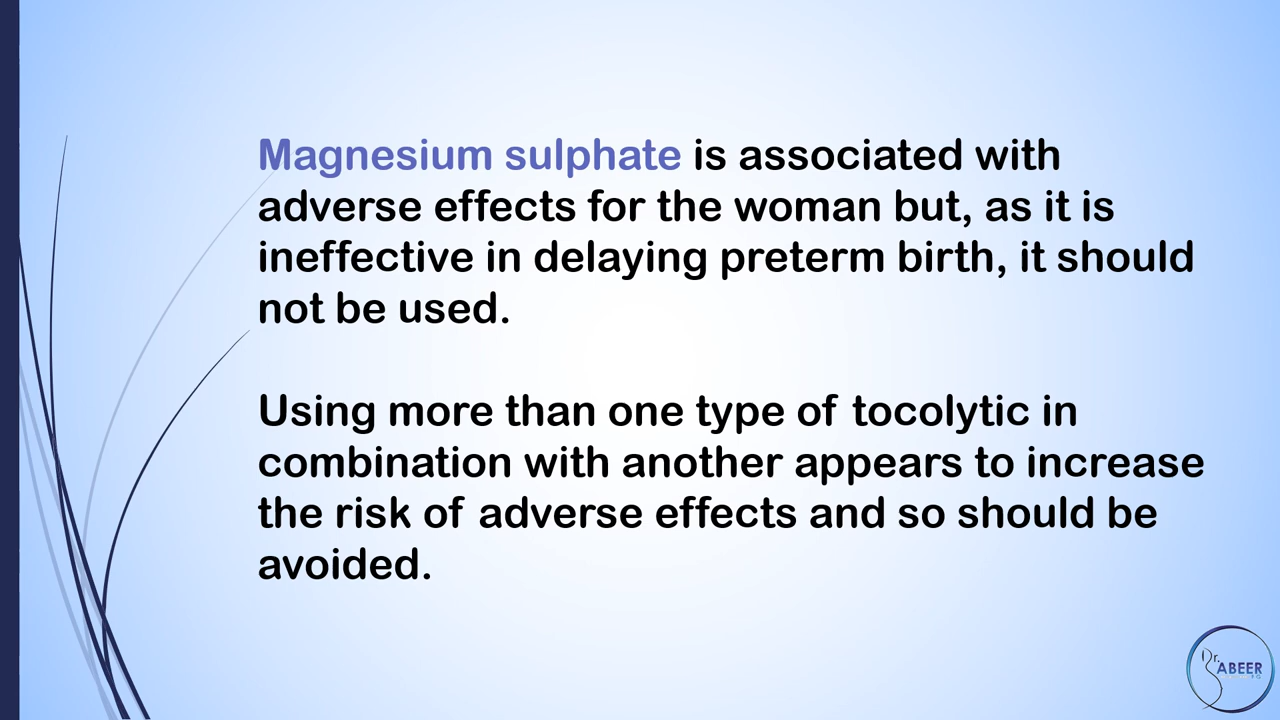 Magnesium sulphate is associated with
adverse effects for the woman but, as it is
ineffective in delaying preterm birth, it should
not be used.
Using more than one type of tocolytic in
combination with another appears to increase
the risk of adverse effects and so should be
avoided.
Dr.
ABEER